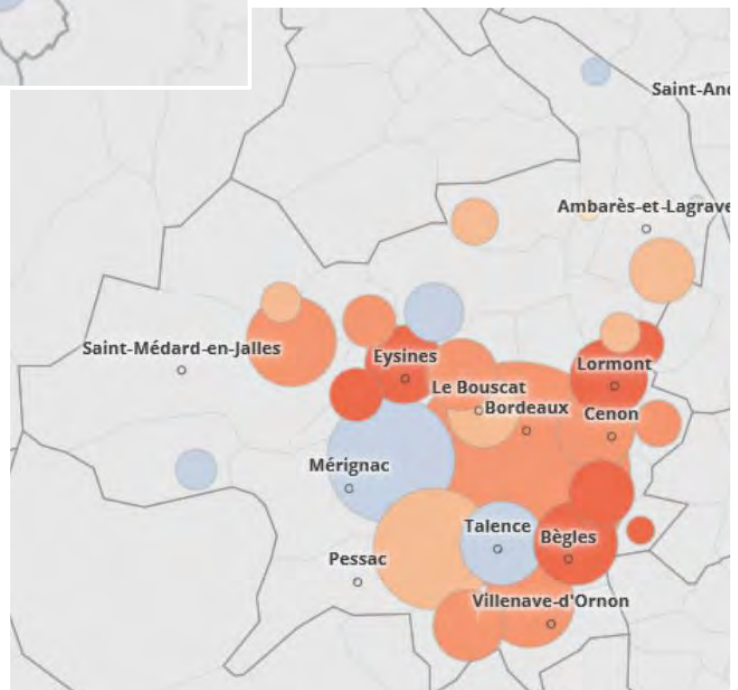 Saint-And
Ambarès-et-Lagrave
Saint-Médard-en-Jalles
Eysines
Lormont
Le Bouscat
Bordeaux
Cenon
Mérignac
Talence
Bègles
Pessac
Villenave-d'Ornon